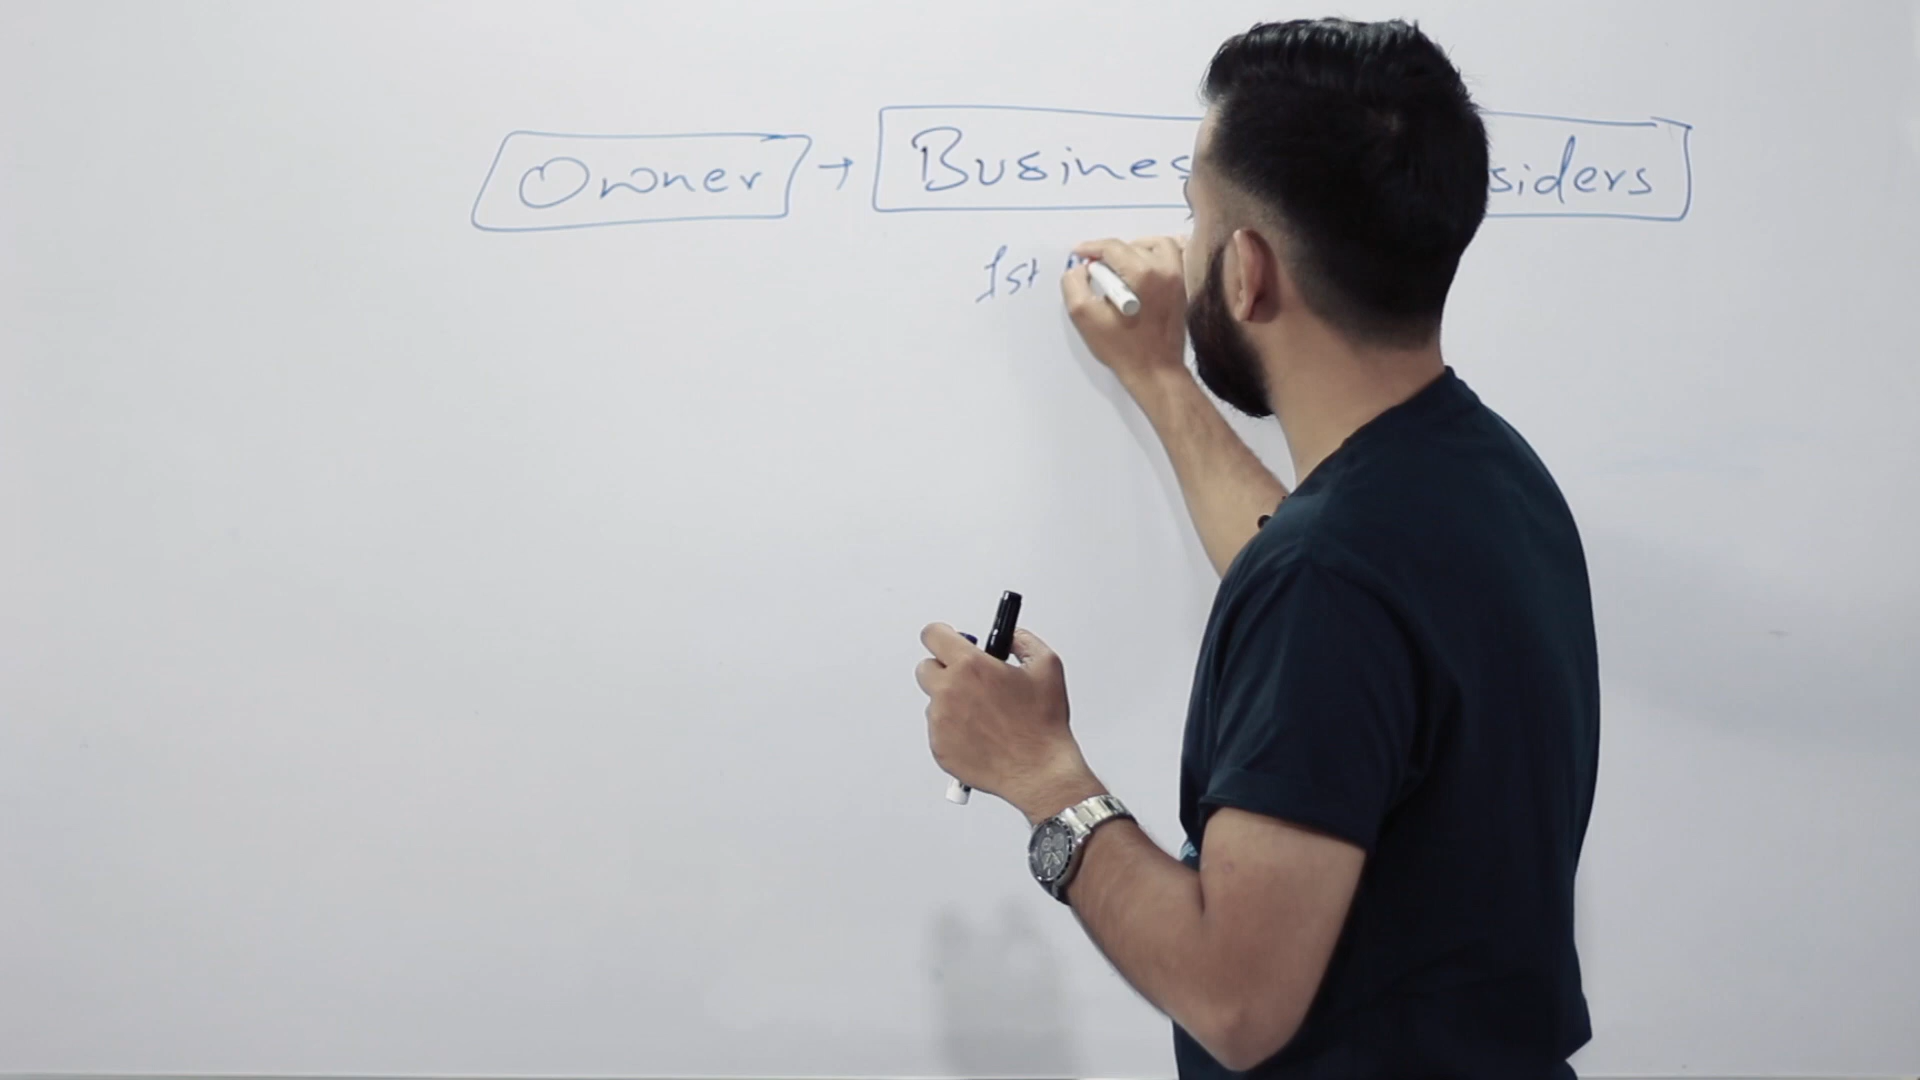 Owner → Business siders
1st